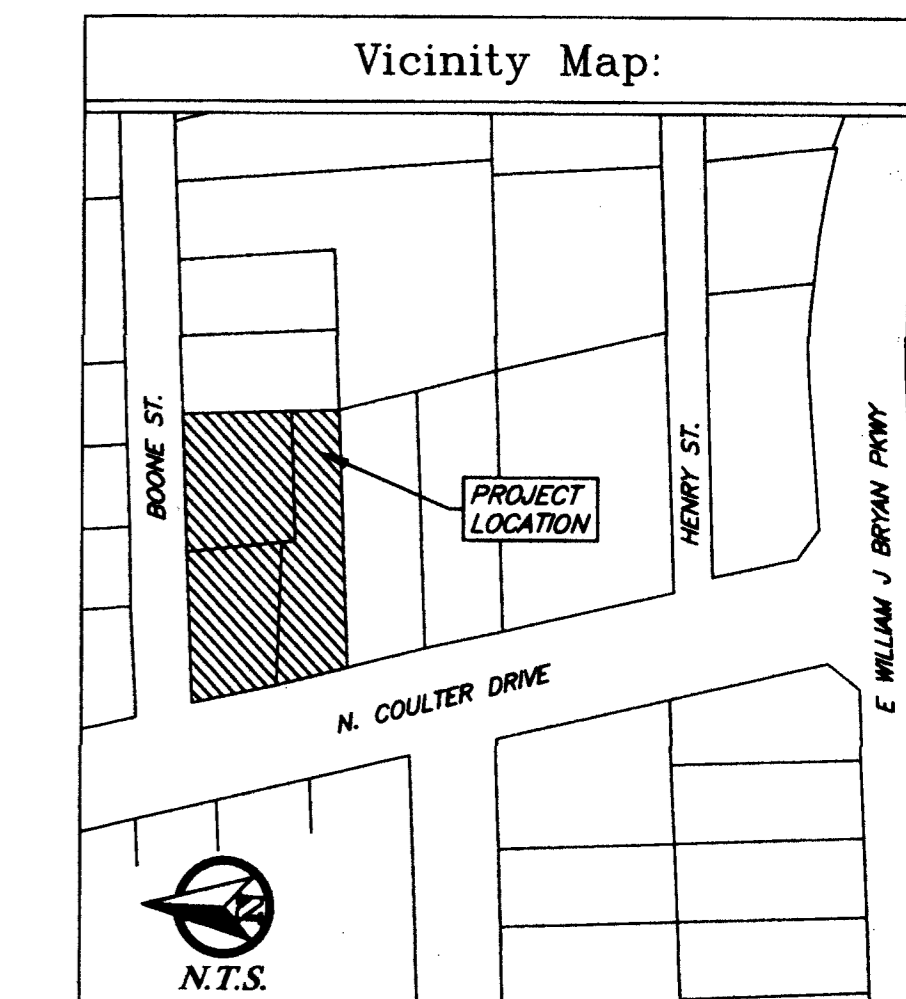 Vicinity Map:
BOONE ST.
PROJECT
LOCATION
HENRY ST.
E WILLIAM J BRYAN PKWY
N. COULTER DRIVE
N
N.T.S.